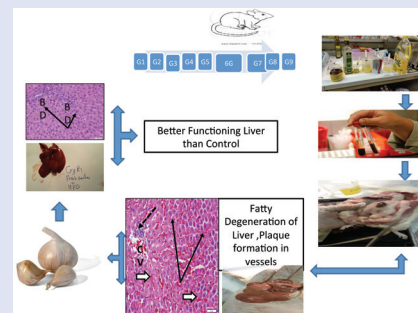 G1 G2 G3 G4 G5 6G G7 G8 G9
B B
D D
Better Functioning Liver
than Control
Fatty
Degeneration of
Liver ,Plaque
formation in
vessels
C
V